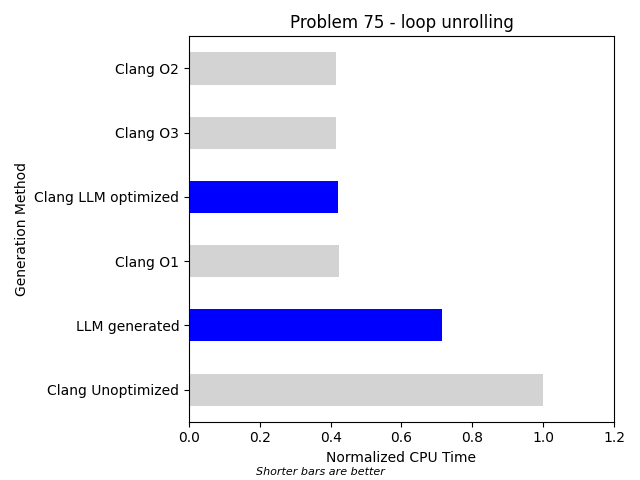 Problem 75 - loop unrolling
Clang O2
Clang O3
Clang LLM optimized
Clang O1
LLM generated
Clang Unoptimized
Generation Method
0.0 0.2 0.4 0.6 0.8 1.0 1.2
Normalized CPU Time
Shorter bars are better